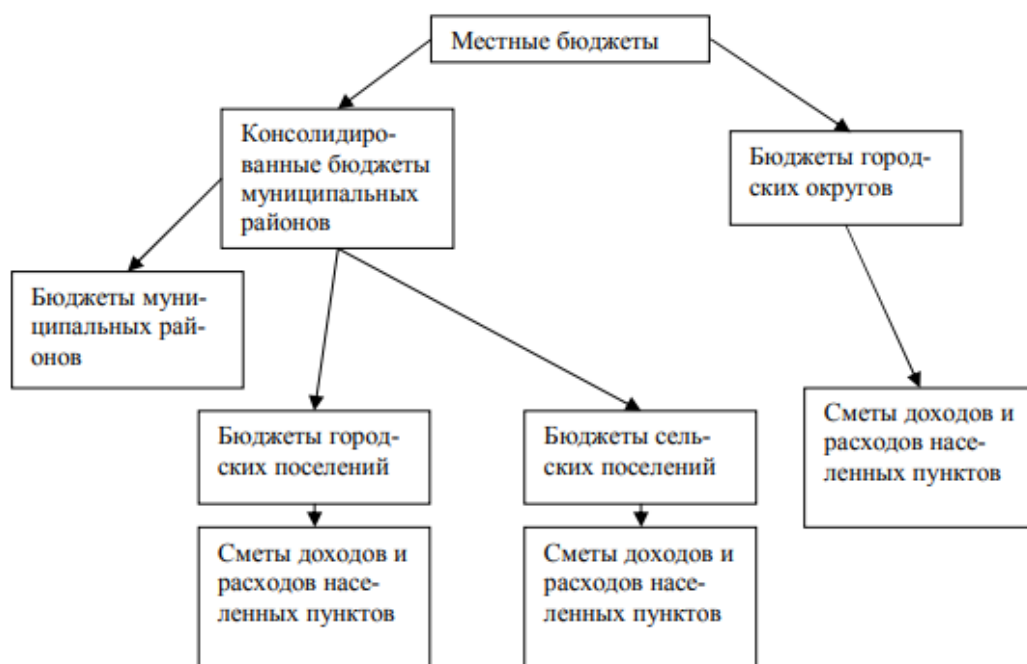 Местные бюджеты
Консолидиро-
ванные бюджеты
муниципальных
районов
Бюджеты город-
ских округов
Бюджеты муни-
ципальных рай-
онов
Бюджеты город-
ских поселений
Бюджеты сель-
ских поселений
Сметы доходов и
расходов насе-
ленных пунктов
Сметы доходов и
расходов насе-
ленных пунктов
Сметы доходов и
расходов насе-
ленных пунктов